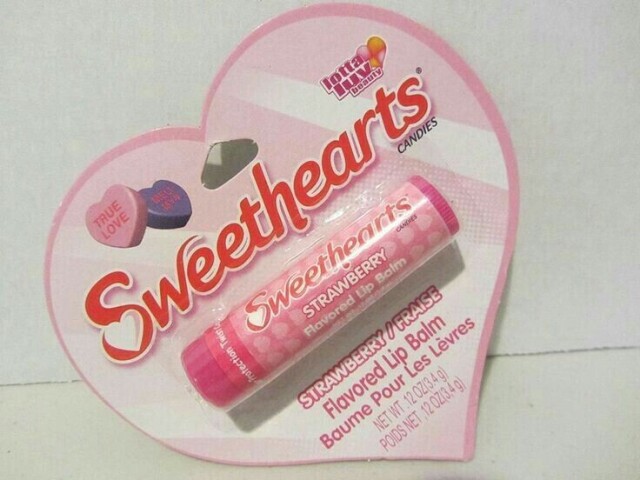 lotta
luv
beauty
Sweethearts®
CANDIES
TRUE
LOVE
Sweethearts
CANDIES
STRAWBERRY
Flavored Lip Balm
STRAWBERRY / FRAISE
Flavored Lip Balm
Baume Pour Les Lèvres
NET WT .12 OZ(3.4 g)
POIDS NET .12 OZ(3.4 g)